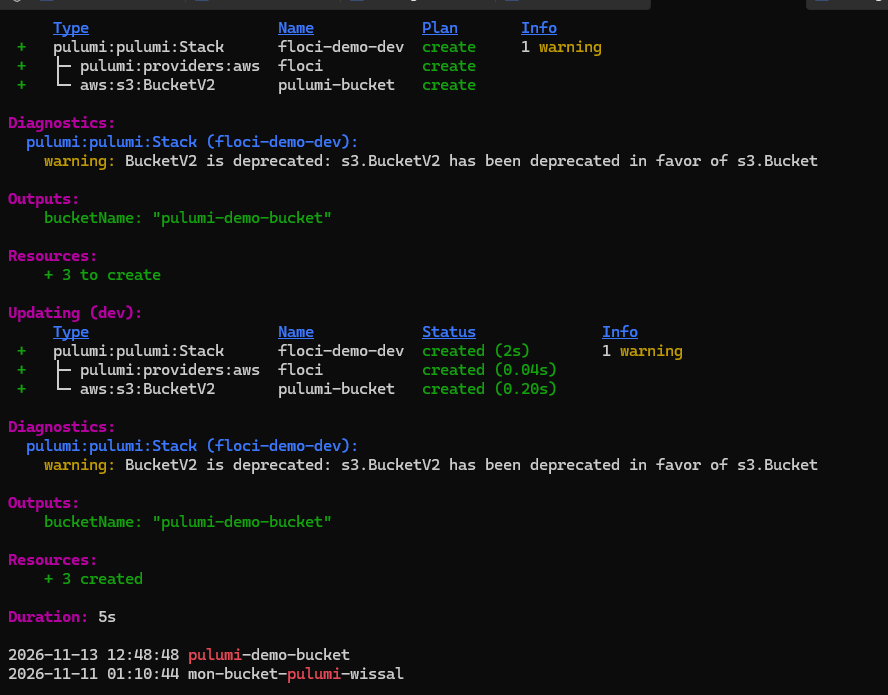 Type Name Plan Info
+ pulumi:pulumi:Stack floci-demo-dev create 1 warning
+ ├─ pulumi:providers:aws floci create
+ └─ aws:s3:BucketV2 pulumi-bucket create
Diagnostics:
pulumi:pulumi:Stack (floci-demo-dev):
warning: BucketV2 is deprecated: s3.BucketV2 has been deprecated in favor of s3.Bucket
Outputs:
bucketName: "pulumi-demo-bucket"
Resources:
+ 3 to create
Updating (dev):
Type Name Status Info
+ pulumi:pulumi:Stack floci-demo-dev created (2s) 1 warning
+ ├─ pulumi:providers:aws floci created (0.04s)
+ └─ aws:s3:BucketV2 pulumi-bucket created (0.20s)
Diagnostics:
pulumi:pulumi:Stack (floci-demo-dev):
warning: BucketV2 is deprecated: s3.BucketV2 has been deprecated in favor of s3.Bucket
Outputs:
bucketName: "pulumi-demo-bucket"
Resources:
+ 3 created
Duration: 5s
2026-11-13 12:48:48 pulumi-demo-bucket
2026-11-11 01:10:44 mon-bucket-pulumi-wissal